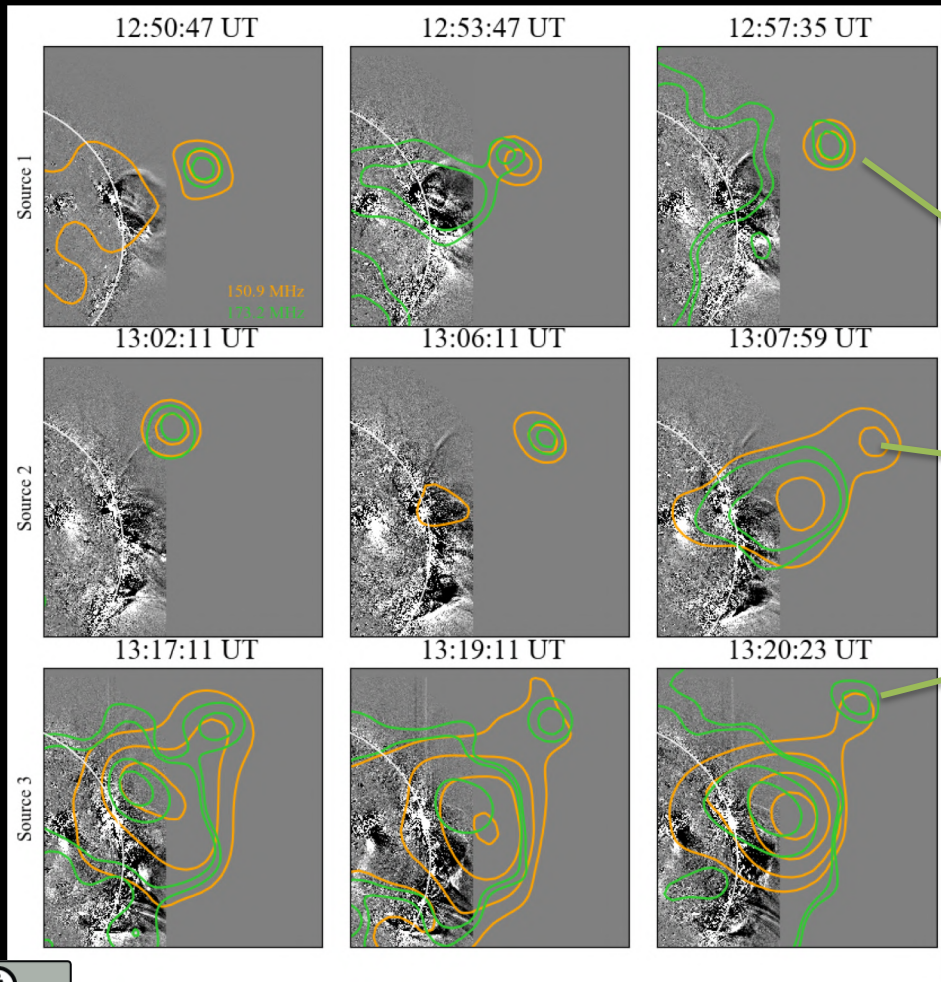 12:50:47 UT
12:53:47 UT
12:57:35 UT
Source 1
150.9 MHz
173.2 MHz
13:02:11 UT
13:06:11 UT
13:07:59 UT
Source 2
13:17:11 UT
13:19:11 UT
13:20:23 UT
Source 3